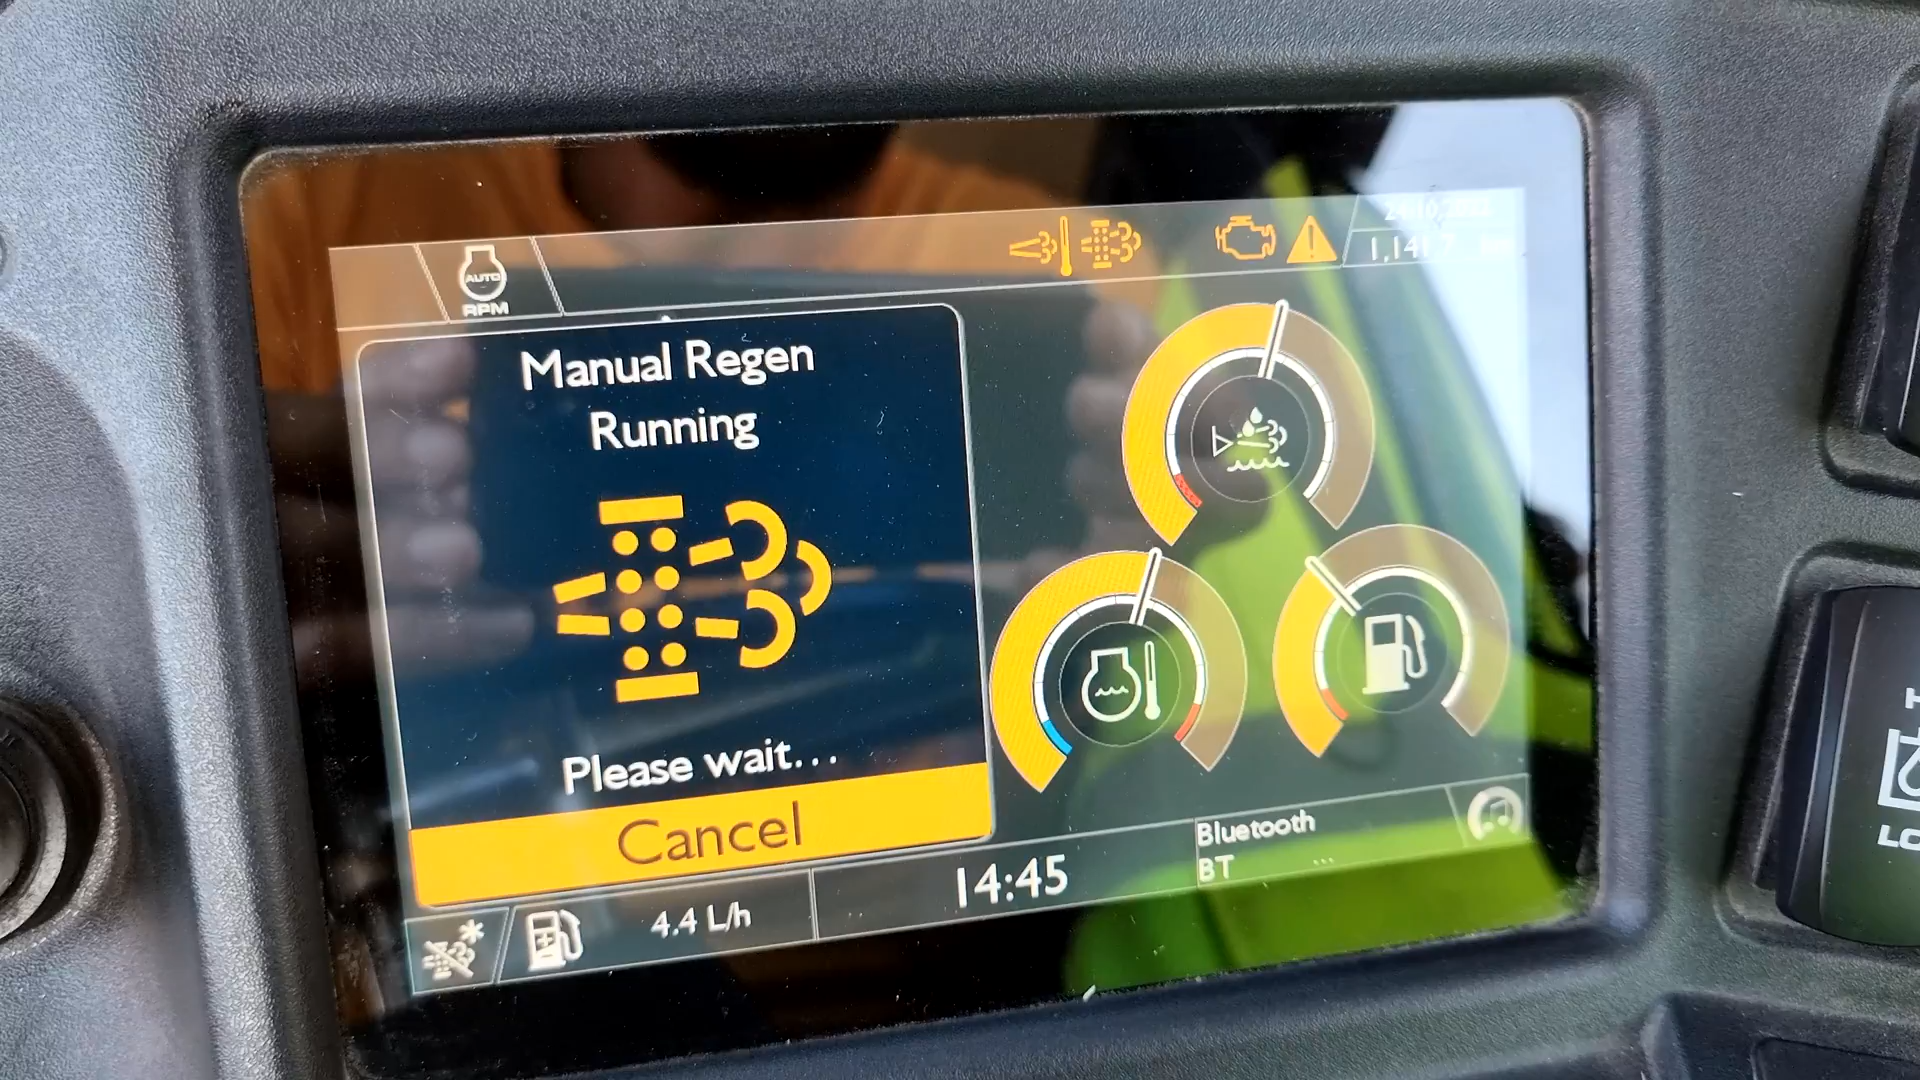 AUTO
RPM
Manual Regen
Running
Please wait...
Cancel
4.4 L/h
14:45
Bluetooth
BT ...